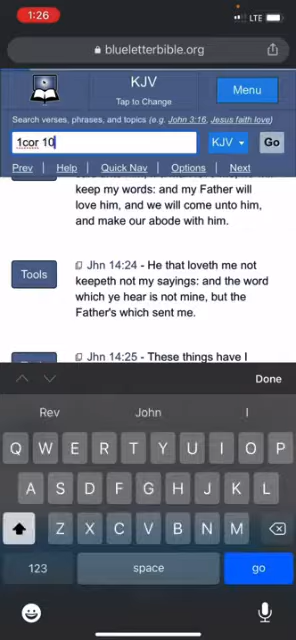 1:26
LTE
blueletterbible.org
KJV
Tap to Change
Menu
Search verses, phrases, and topics (e.g. John 3:16, Jesus faith love)
1cor 10
KJV
Go
Prev | Help | Quick Nav | Options | Next
keep my words: and my Father will
love him, and we will come unto him,
and make our abode with him.
Tools
Jhn 14:24 - He that loveth me not
keepeth not my sayings: and the word
which ye hear is not mine, but the
Father's which sent me.
Jhn 14:25 - These things have I
Done
Rev John I
Q W E R T Y U I O P
A S D F G H J K L
Z X C V B N M
123 space go